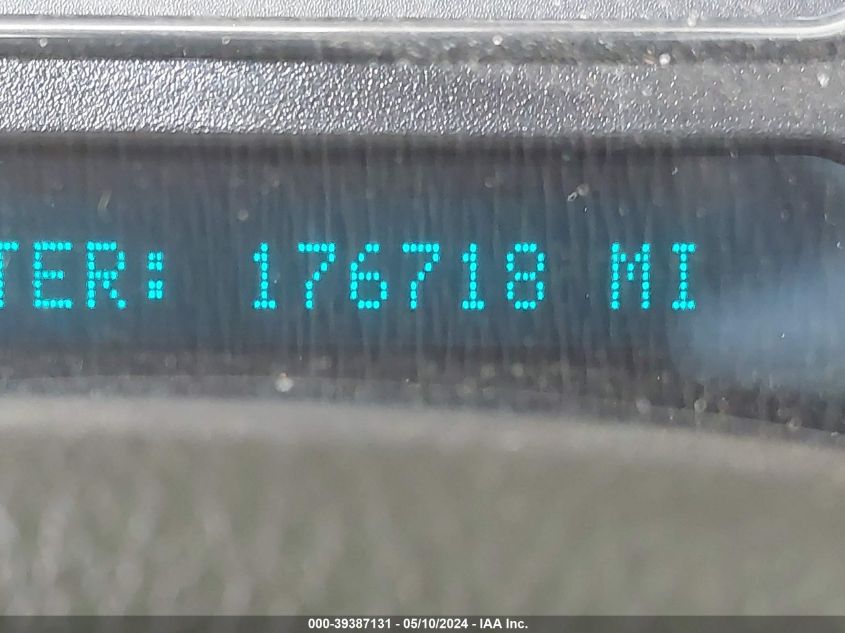 TER: 176718 MI
000-39387131 - 05/10/2024 - IAA Inc.